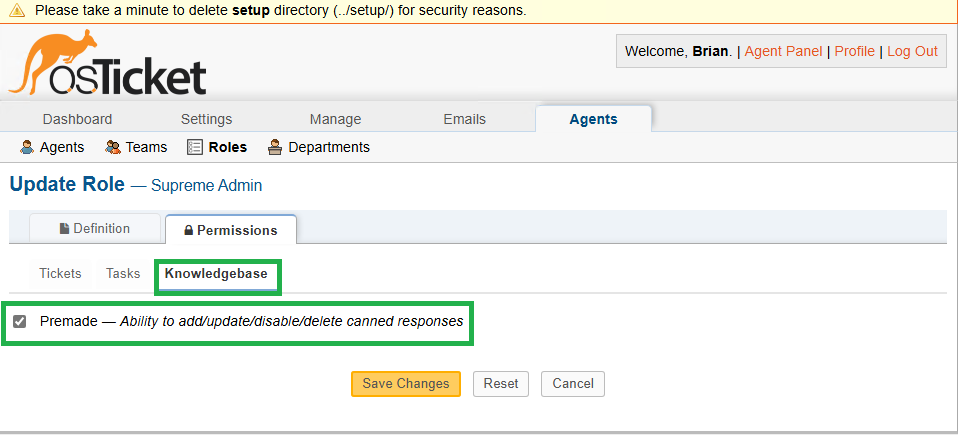 Please take a minute to delete setup directory (../setup/) for security reasons.
osTicket
Welcome, Brian. | Agent Panel | Profile | Log Out
Dashboard Settings Manage Emails Agents
Agents Teams Roles Departments
Update Role — Supreme Admin
Definition Permissions
Tickets Tasks Knowledgebase
Premade — Ability to add/update/disable/delete canned responses
Save Changes Reset Cancel